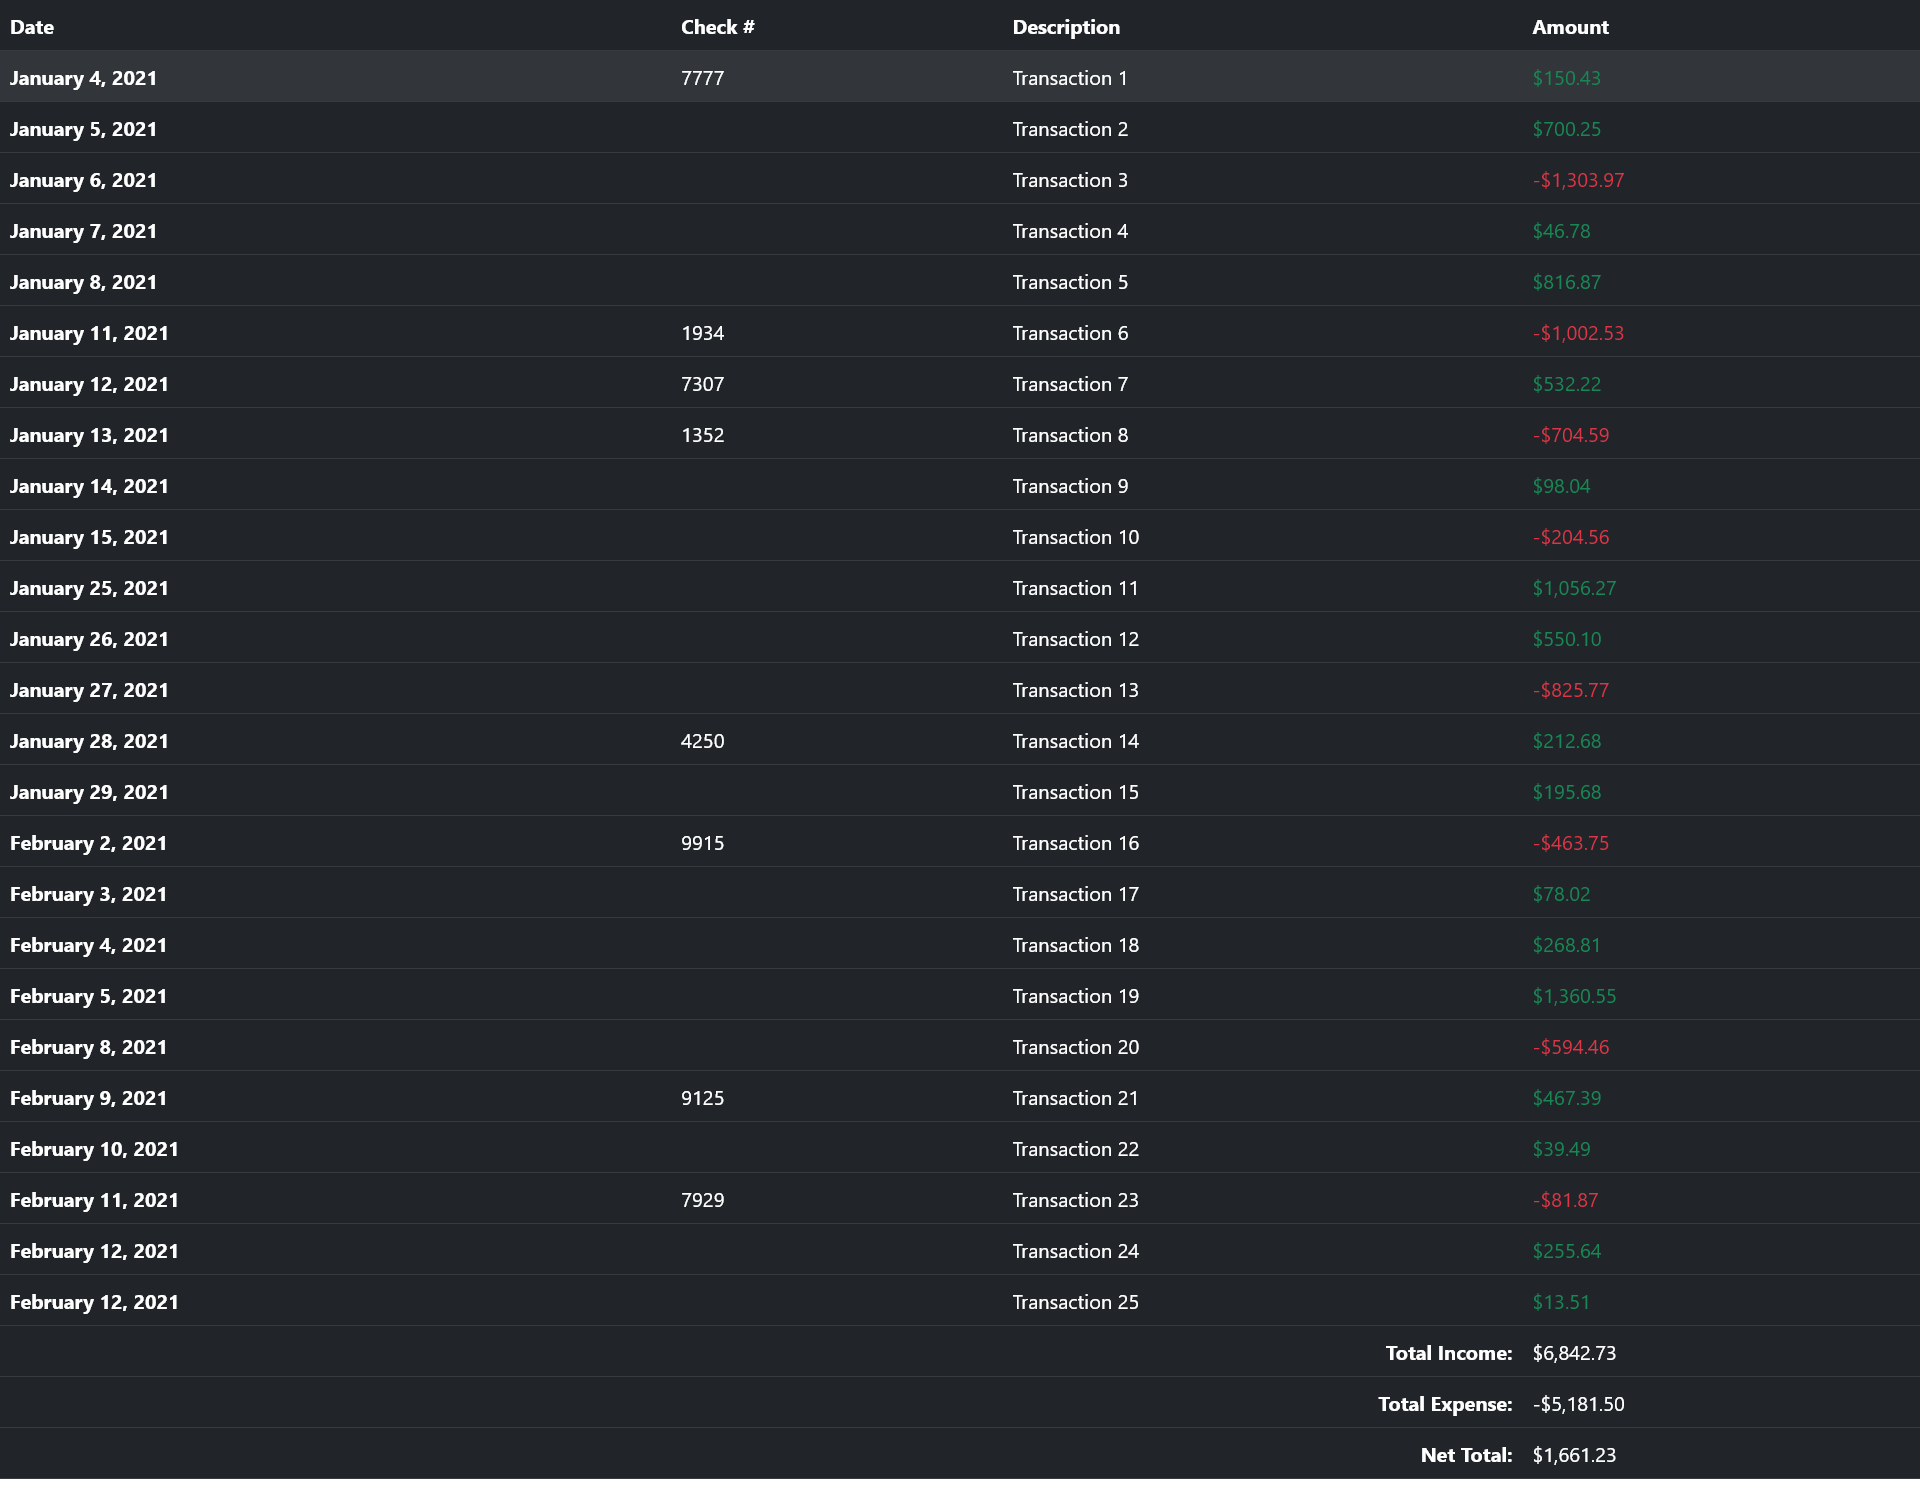 Date Check # Description Amount
January 4, 2021 7777 Transaction 1 $150.43
January 5, 2021 Transaction 2 $700.25
January 6, 2021 Transaction 3 -$1,303.97
January 7, 2021 Transaction 4 $46.78
January 8, 2021 Transaction 5 $816.87
January 11, 2021 1934 Transaction 6 -$1,002.53
January 12, 2021 7307 Transaction 7 $532.22
January 13, 2021 1352 Transaction 8 -$704.59
January 14, 2021 Transaction 9 $98.04
January 15, 2021 Transaction 10 -$204.56
January 25, 2021 Transaction 11 $1,056.27
January 26, 2021 Transaction 12 $550.10
January 27, 2021 Transaction 13 -$825.77
January 28, 2021 4250 Transaction 14 $212.68
January 29, 2021 Transaction 15 $195.68
February 2, 2021 9915 Transaction 16 -$463.75
February 3, 2021 Transaction 17 $78.02
February 4, 2021 Transaction 18 $268.81
February 5, 2021 Transaction 19 $1,360.55
February 8, 2021 Transaction 20 -$594.46
February 9, 2021 9125 Transaction 21 $467.39
February 10, 2021 Transaction 22 $39.49
February 11, 2021 7929 Transaction 23 -$81.87
February 12, 2021 Transaction 24 $255.64
February 12, 2021 Transaction 25 $13.51
Total Income: $6,842.73
Total Expense: -$5,181.50
Net Total: $1,661.23